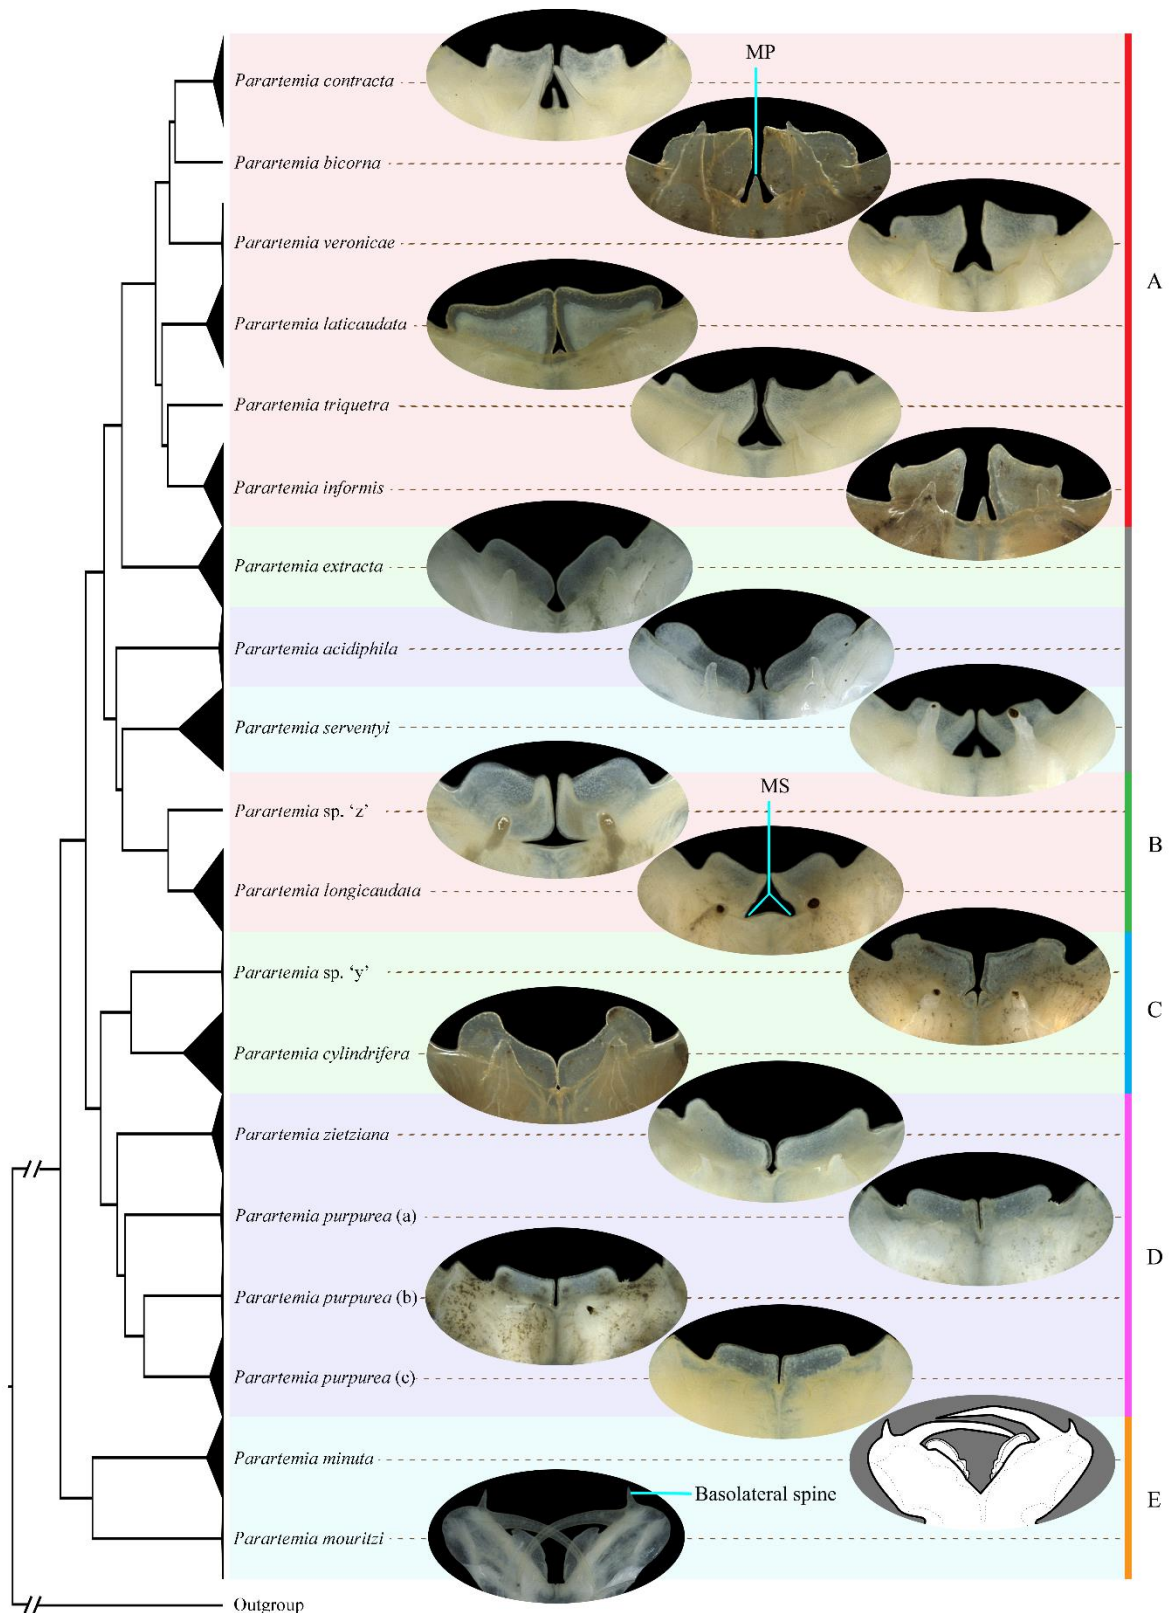 MP
Parartemia contracta
Parartemia bicorna
Parartemia veronicae
A
Parartemia laticaudata
Parartemia triquetra
Parartemia informis
Parartemia extracta
Parartemia acidiphila
Parartemia serventyi
MS
Parartemia sp. ‘z’
B
Parartemia longicaudata
Parartemia sp. ‘y’
C
Parartemia cylindrifera
Parartemia zietziana
Parartemia purpurea (a)
D
Parartemia purpurea (b)
Parartemia purpurea (c)
Parartemia minuta
Basolateral spine
E
Parartemia mouritzi
Outgroup